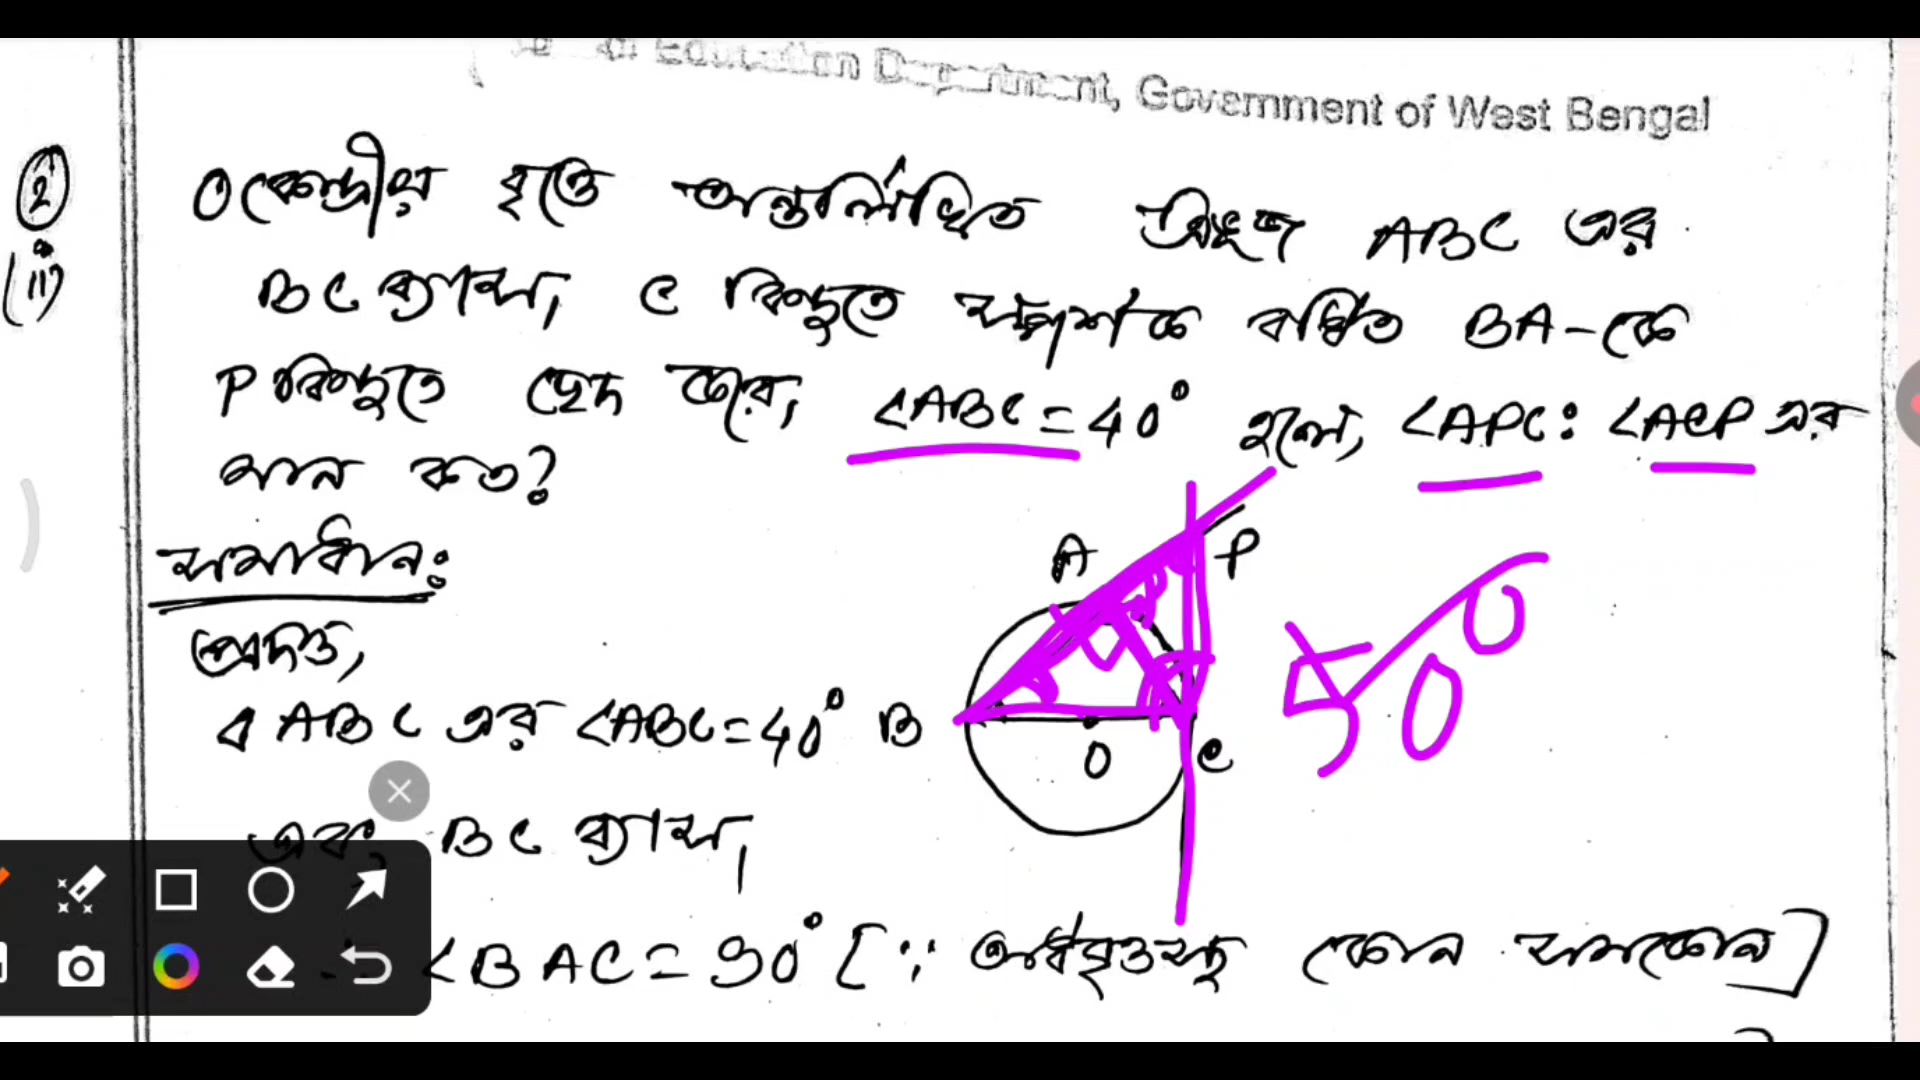 Education Department, Government of West Bengal
2
(ii)
O কেন্দ্রীয় বৃত্তে অন্তর্লিখিত ত্রিভুজ ABC এর
BC ব্যাস, C বিন্দুতে স্পর্শক বর্ধিত BA-কে
P বিন্দুতে ছেদ করে, ∠ABC = 40° হলে, ∠APC : ∠ACP এর
মান কত?
সমাধান:
প্রদত্ত,
A P
500
∆ ABC এর ∠ABC = 40° B O C
এবং, BC ব্যাস,
∠BAC = 90° [∵ অর্ধবৃত্তস্থ কোন সমকোন]